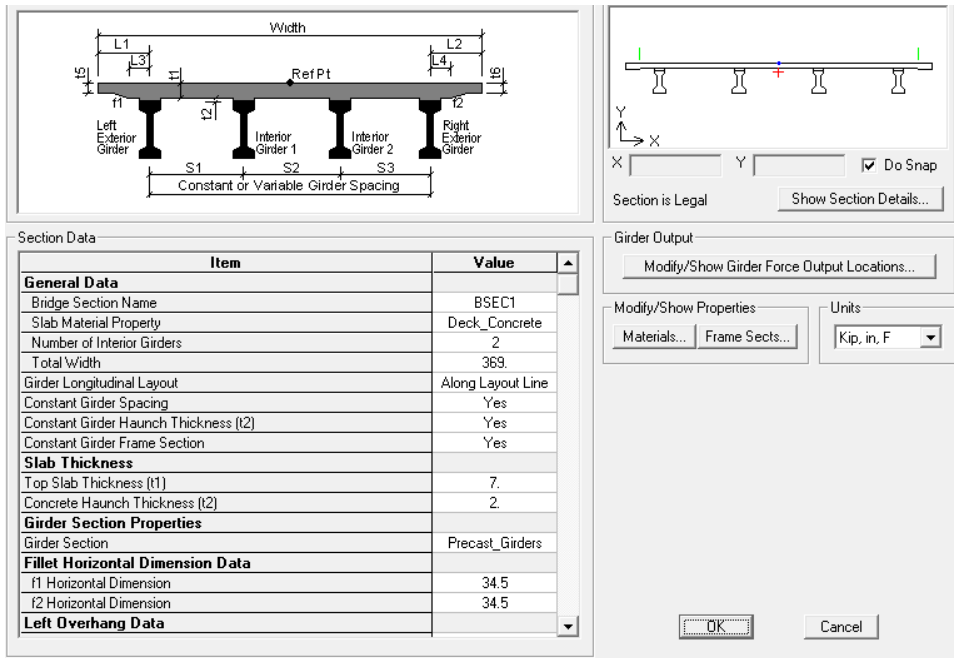 Width
L1
L2
L3
L4
t5
t1
RefPt
t6
f1
t2
f2
Left
Exterior
Girder
Interior
Girder 1
Interior
Girder 2
Right
Exterior
Girder
S1
S2
S3
Constant or Variable Girder Spacing
Y
X
X
Y
Do Snap
Section is Legal
Show Section Details...
Section Data
Item Value
General Data
Bridge Section Name BSEC1
Slab Material Property Deck_Concrete
Number of Interior Girders 2
Total Width 369.
Girder Longitudinal Layout Along Layout Line
Constant Girder Spacing Yes
Constant Girder Haunch Thickness (t2) Yes
Constant Girder Frame Section Yes
Slab Thickness
Top Slab Thickness (t1) 7.
Concrete Haunch Thickness (t2) 2.
Girder Section Properties
Girder Section Precast_Girders
Fillet Horizontal Dimension Data
f1 Horizontal Dimension 34.5
f2 Horizontal Dimension 34.5
Left Overhang Data
Girder Output
Modify/Show Girder Force Output Locations...
Modify/Show Properties
Materials... Frame Sects...
Units
Kip, in, F
OK Cancel